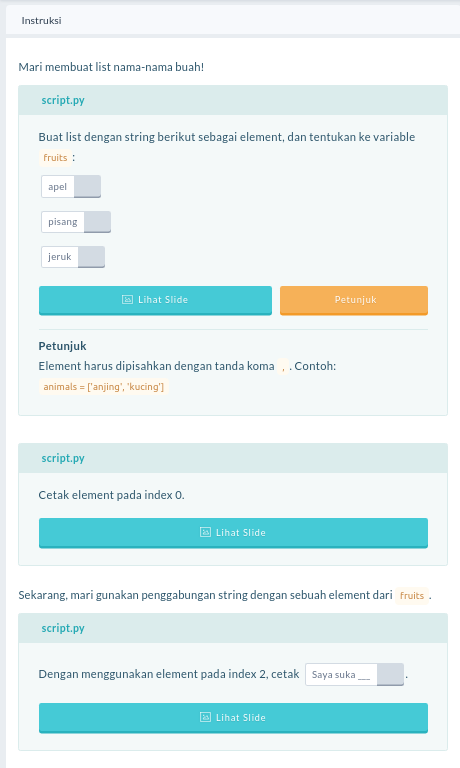 Instruksi
Mari membuat list nama-nama buah!
script.py
Buat list dengan string berikut sebagai element, dan tentukan ke variable
fruits :
apel
pisang
jeruk
Lihat Slide Petunjuk
Petunjuk
Element harus dipisahkan dengan tanda koma , . Contoh:
animals = ['anjing', 'kucing']
script.py
Cetak element pada index 0.
Lihat Slide
Sekarang, mari gunakan penggabungan string dengan sebuah element dari fruits .
script.py
Dengan menggunakan element pada index 2, cetak Saya suka __ .
Lihat Slide